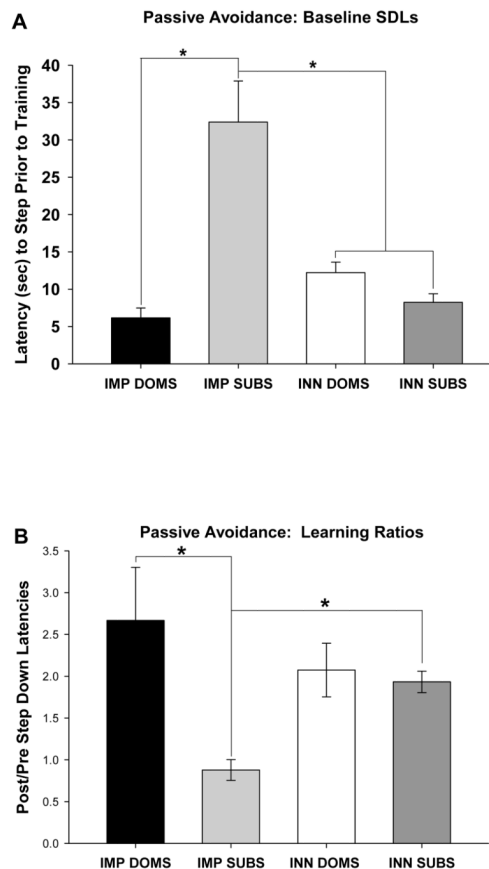 A
Passive Avoidance: Baseline SDLs
Latency (sec) to Step Prior to Training
40
35
30
25
20
15
10
5
0
*
*
IMP DOMS IMP SUBS INN DOMS INN SUBS
B
Passive Avoidance: Learning Ratios
Post/Pre Step Down Latencies
3.5
3.0
2.5
2.0
1.5
1.0
0.5
0.0
*
*
IMP DOMS IMP SUBS INN DOMS INN SUBS